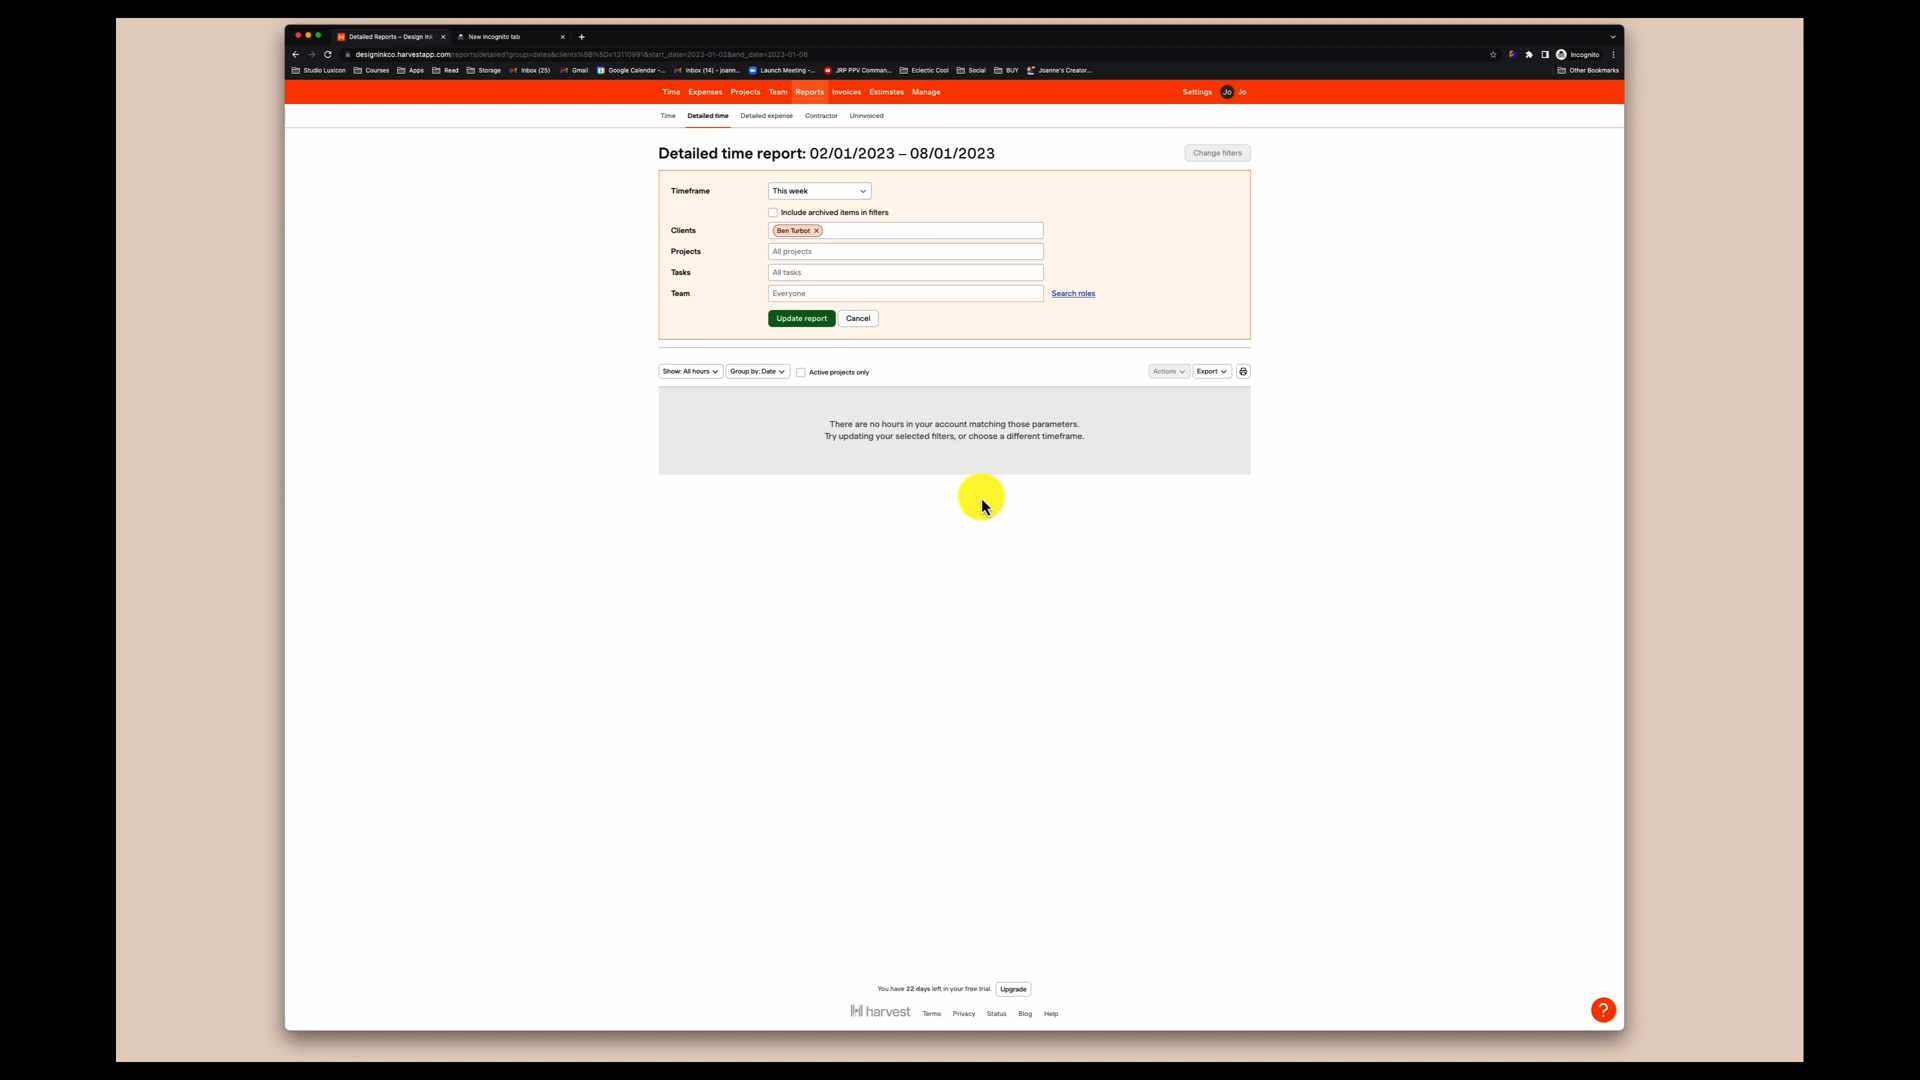 Detailed Reports – Design Ink
New incognito tab
designinkco.harvestapp.com/reports/detailed?group=dates&clients%5B%5D=13110991&start_date=2023-01-02&end_date=2023-01-08
Incognito
Studio Luxicon Courses Apps Read Storage Inbox (25) Gmail Google Calendar -... Inbox (14) - joann... Launch Meeting -... JRP PPV Comman... Eclectic Cool Social BUY Joanne's Creator... Other Bookmarks
Time Expenses Projects Team Reports Invoices Estimates Manage Settings Jo Jo
Time Detailed time Detailed expense Contractor Uninvoiced
Detailed time report: 02/01/2023 – 08/01/2023 Change filters
Timeframe This week
Include archived items in filters
Clients Ben Turbot
Projects All projects
Tasks All tasks
Team Everyone Search roles
Update report Cancel
Show: All hours Group by: Date Active projects only Actions Export
There are no hours in your account matching those parameters.
Try updating your selected filters, or choose a different timeframe.
You have 22 days left in your free trial. Upgrade
harvest Terms Privacy Status Blog Help
?